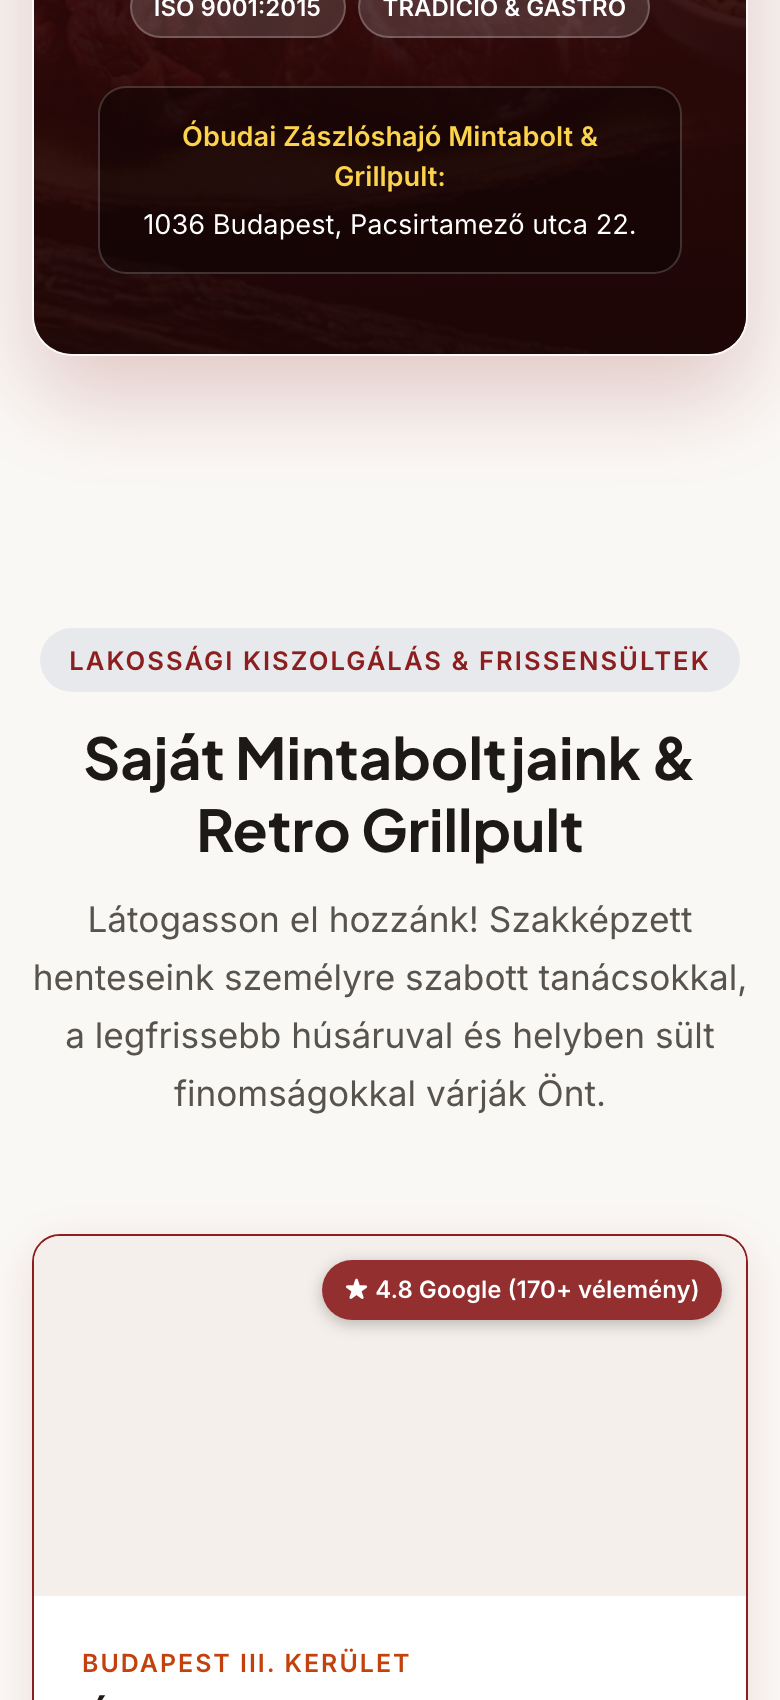 ISO 9001:2015
TRADÍCIÓ & GASTRO
Óbudai Zászlóshajó Mintabolt &
Grillpult:
1036 Budapest, Pacsirtamező utca 22.
LAKOSSÁGI KISZOLGÁLÁS & FRISSENSÜLTEK
Saját Mintaboltjaink &
Retro Grillpult
Látogasson el hozzánk! Szakképzett
henteseink személyre szabott tanácsokkal,
a legfrissebb húsáruval és helyben sült
finomságokkal várják Önt.
★ 4.8 Google (170+ vélemény)
BUDAPEST III. KERÜLET